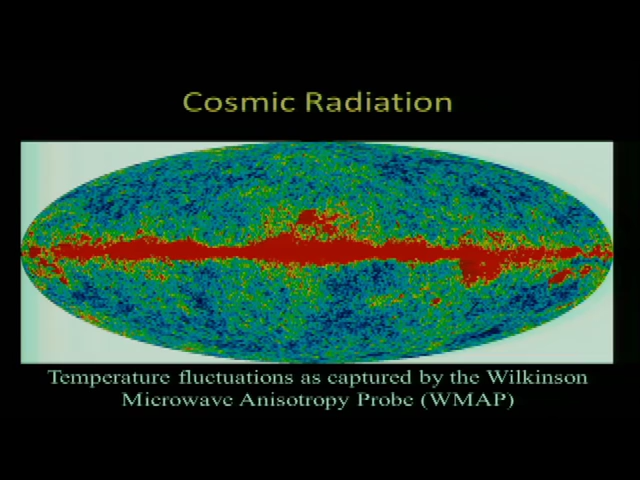 Cosmic Radiation
Temperature fluctuations as captured by the Wilkinson
Microwave Anisotropy Probe (WMAP)